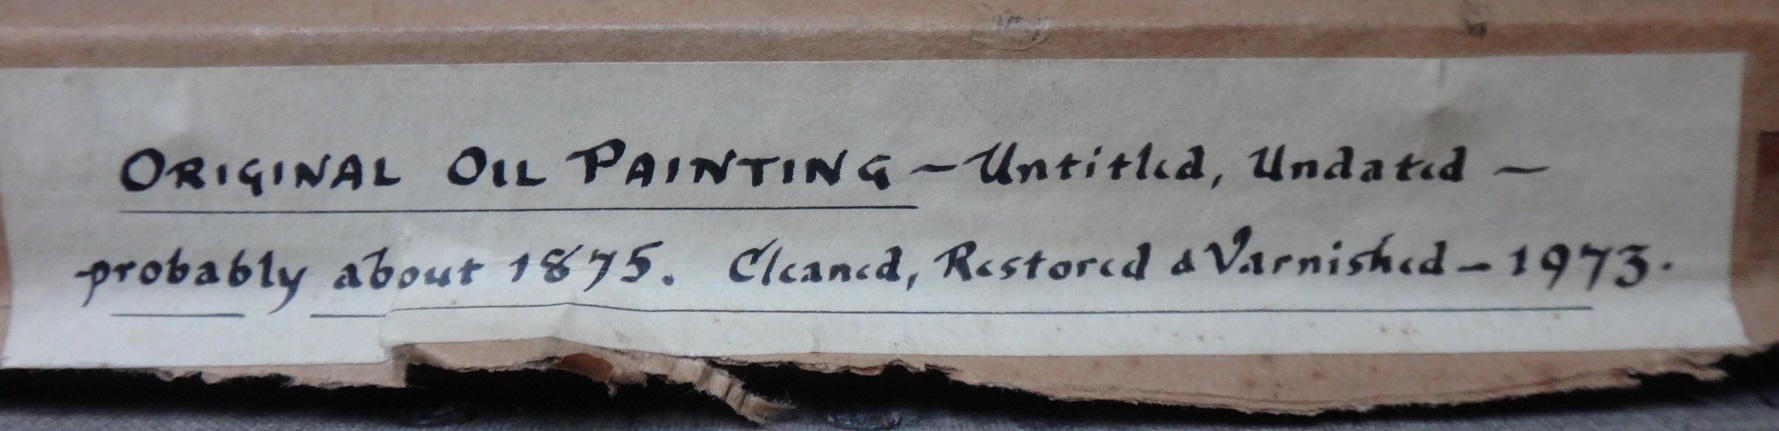 ORIGINAL OIL PAINTING – Untitled, Undated –
probably about 1875. Cleaned, Restored & Varnished – 1973.